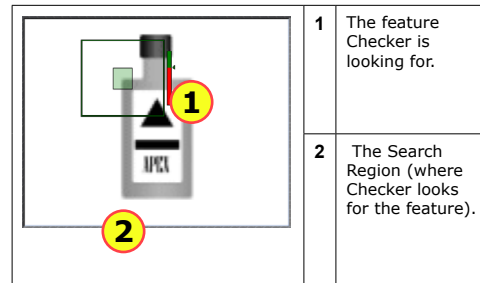 1
APEX
2
1 The feature
Checker is
looking for.
2 The Search
Region (where
Checker looks
for the feature).